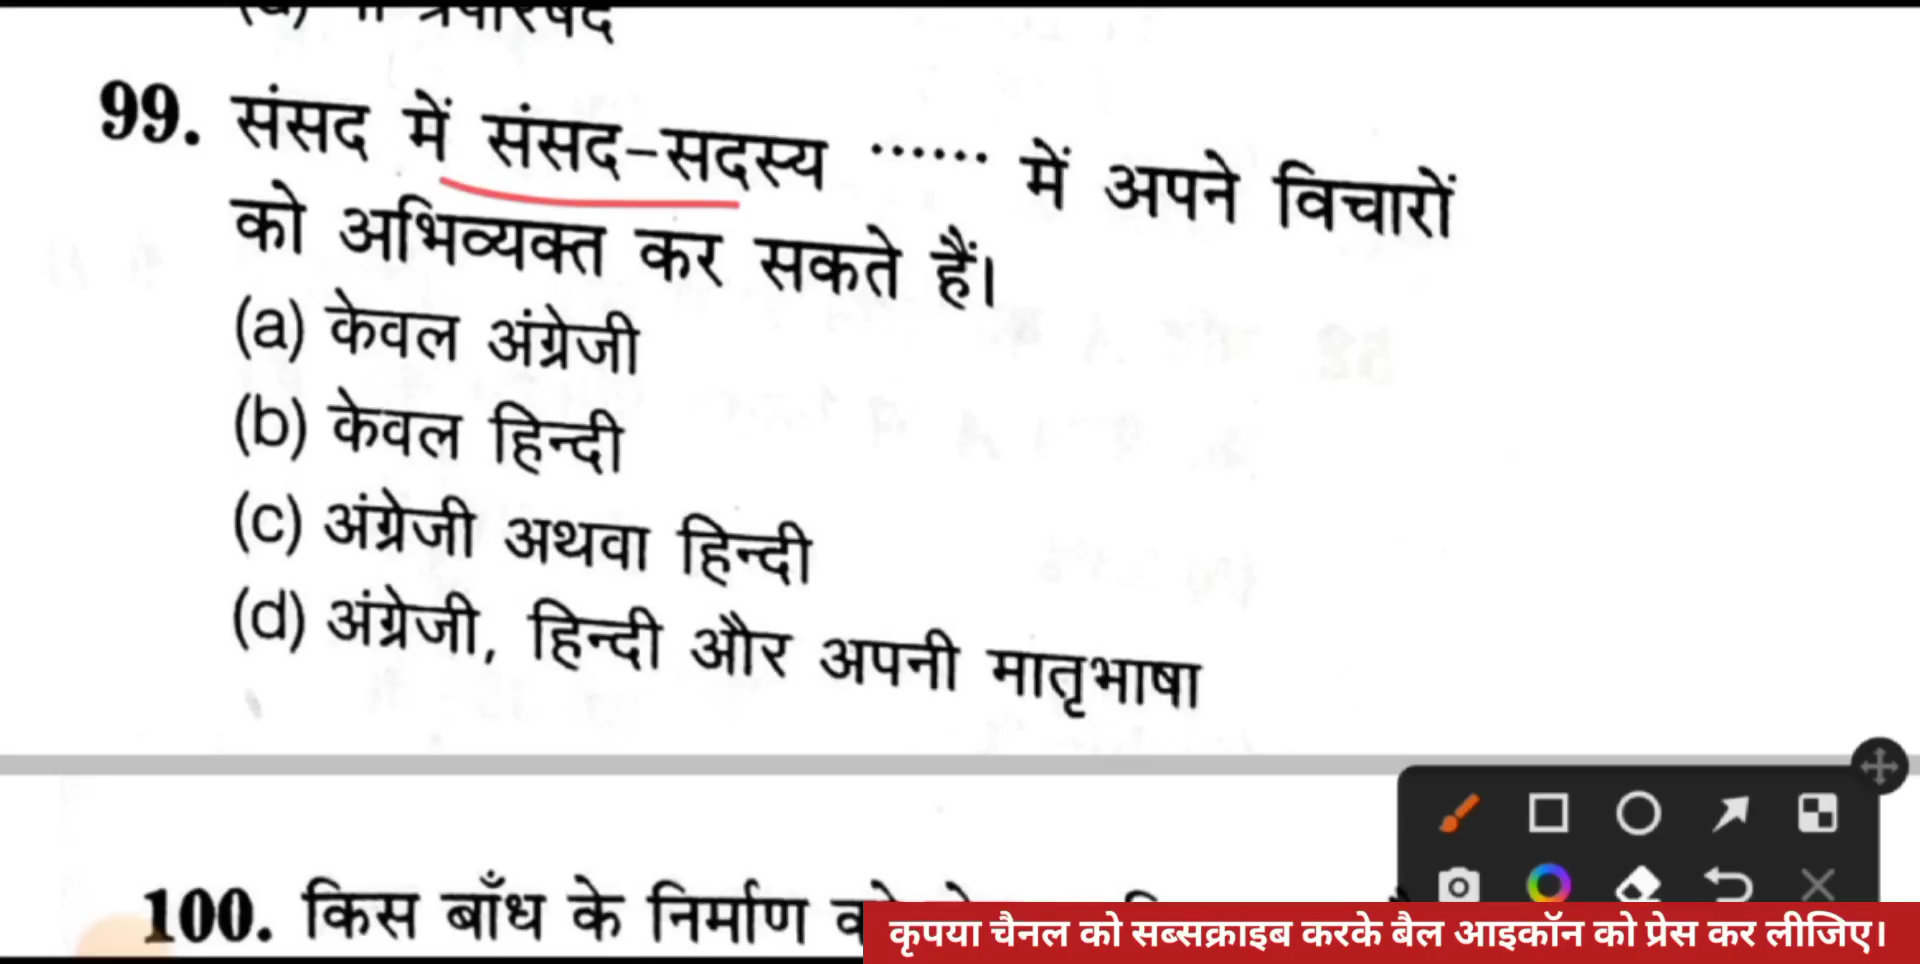 99. संसद में संसद-सदस्य ...... में अपने विचारों
को अभिव्यक्त कर सकते हैं।
(a) केवल अंग्रेजी
(b) केवल हिन्दी
(c) अंग्रेजी अथवा हिन्दी
(d) अंग्रेजी, हिन्दी और अपनी मातृभाषा
100. किस बाँध के निर्माण
कृपया चैनल को सब्सक्राइब करके बैल आइकॉन को प्रेस कर लीजिए।